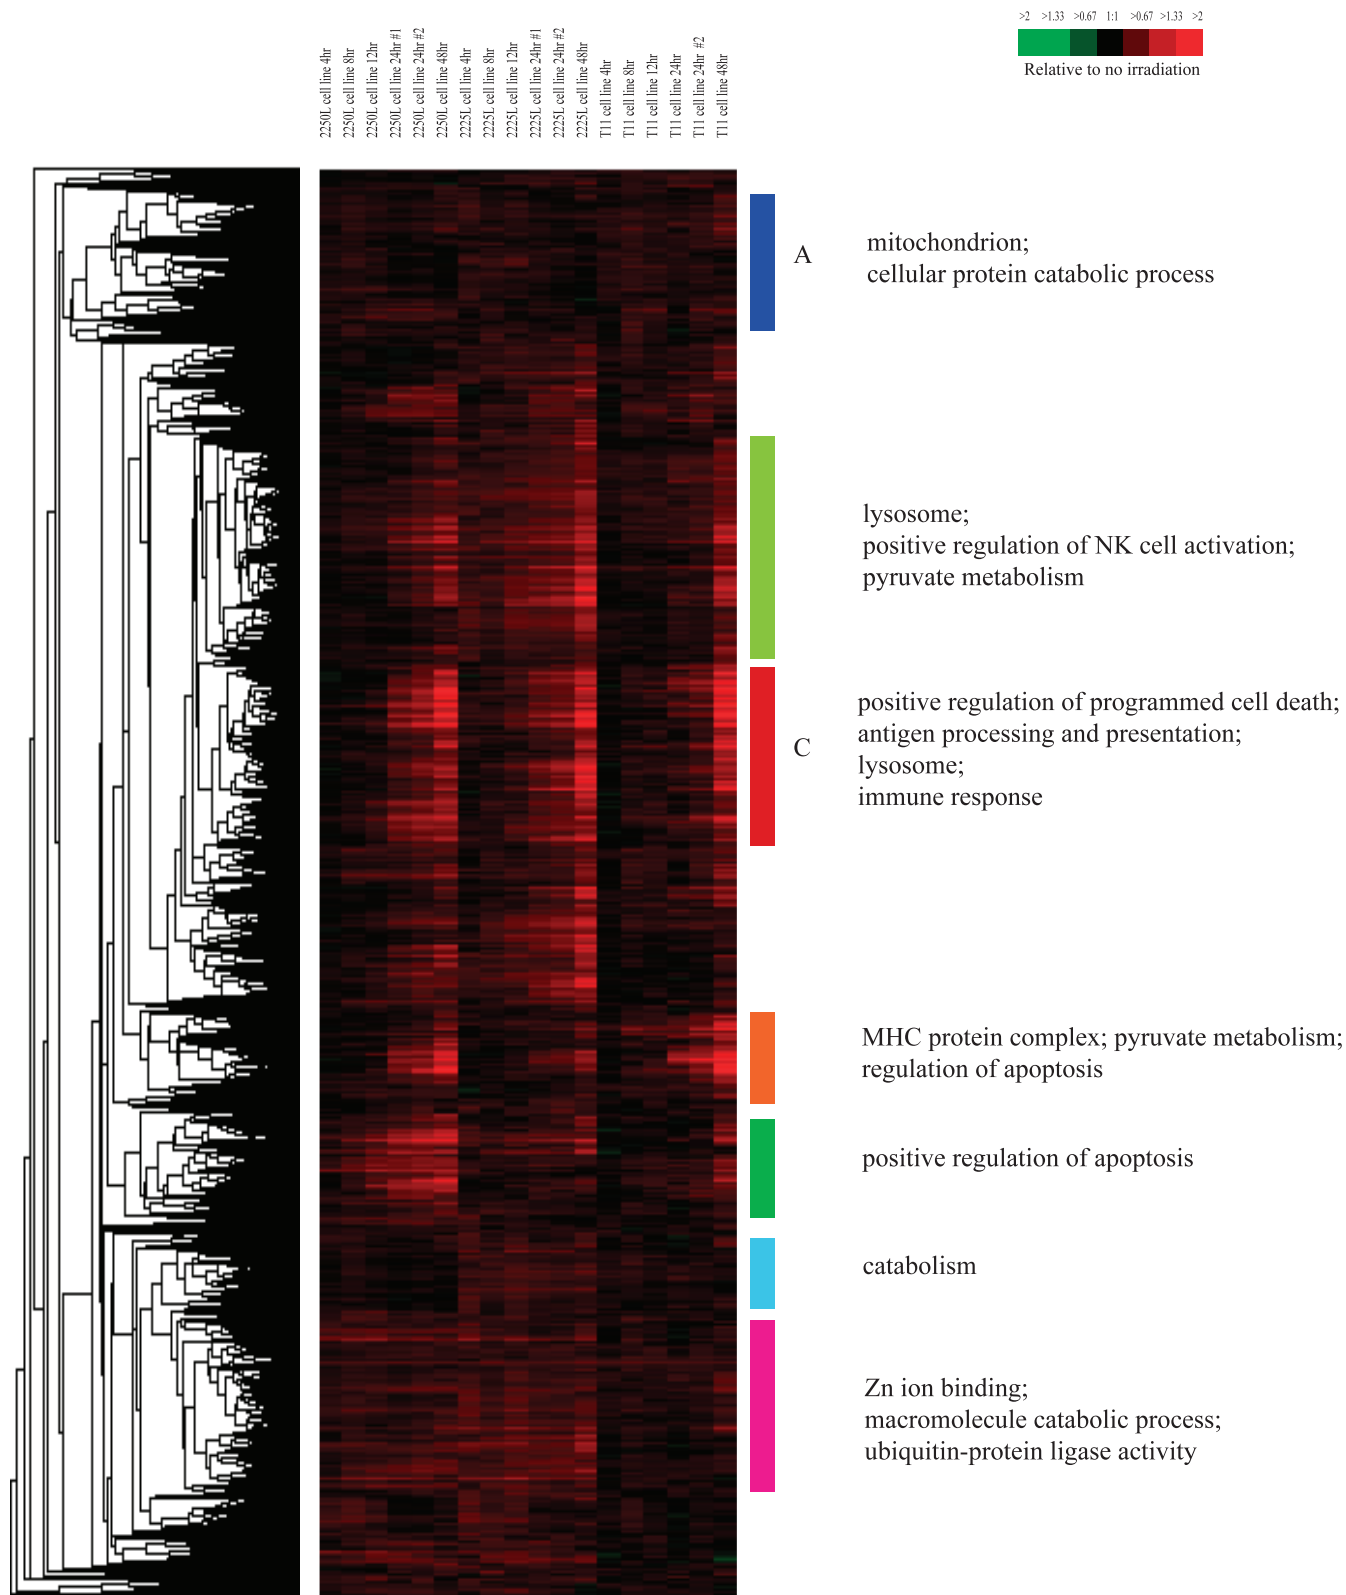 >2 >1.33 >0.67 1:1 >0.67 >1.33 >2
Relative to no irradiation
2250L cell line 4hr
2250L cell line 8hr
2250L cell line 12hr
2250L cell line 24hr #1
2250L cell line 24hr #2
2250L cell line 48hr
2225L cell line 4hr
2225L cell line 8hr
2225L cell line 12hr
2225L cell line 24hr #1
2225L cell line 24hr #2
2225L cell line 48hr
T11 cell line 4hr
T11 cell line 8hr
T11 cell line 12hr
T11 cell line 24hr
T11 cell line 24hr #2
T11 cell line 48hr
A
mitochondrion;
cellular protein catabolic process
lysosome;
positive regulation of NK cell activation;
pyruvate metabolism
C
positive regulation of programmed cell death;
antigen processing and presentation;
lysosome;
immune response
MHC protein complex; pyruvate metabolism;
regulation of apoptosis
positive regulation of apoptosis
catabolism
Zn ion binding;
macromolecule catabolic process;
ubiquitin-protein ligase activity